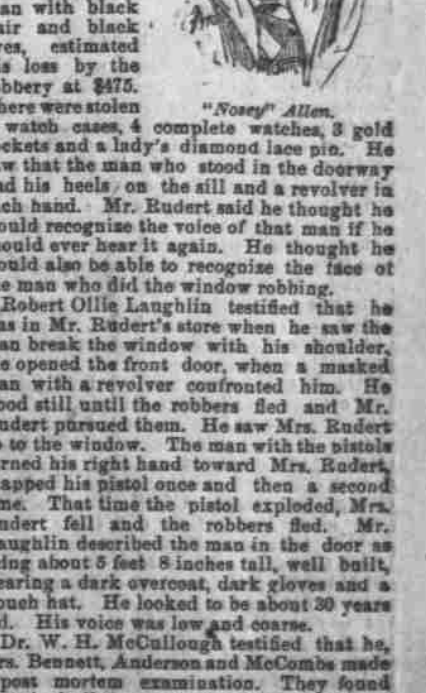 an with black
air and black
es, estimated
s loss by the
bbery at $475.
here were stolen
"Nosey" Allen.
watch cases, 4 complete watches, 3 gold
ckets and a lady's diamond lace pin. He
w that the man who stood in the doorway
ad his heels on the sill and a revolver in
ch hand. Mr. Rudert said he thought he
ould recognize the voice of that man if he
ould ever hear it again. He thought he
ould also be able to recognize the face of
e man who did the window robbing.
Robert Ollie Laughlin testified that he
as in Mr. Rudert's store when he saw the
an break the window with his shoulder,
e opened the front door, when a masked
an with a revolver confronted him. He
ood still until the robbers fled and Mr.
udert pursued them. He saw Mrs. Rudert
o to the window. The man with the pistols
rned his right hand toward Mrs. Rudert,
apped his pistol once and then a second
me. That time the pistol exploded, Mrs.
udert fell and the robbers fled. Mr.
aughlin described the man in the door as
ing about 5 feet 8 inches tall, well built,
earing a dark overcoat, dark gloves and a
ouch hat. He looked to be about 30 years
d. His voice was low and coarse.
Dr. W. H. McCullough testified that he,
rs. Bennett, Anderson and McCombs made
post mortem examination. They found